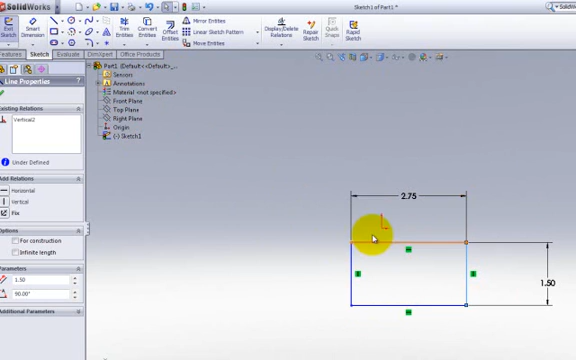 SolidWorks
Sketch1 of Part1 *
Exit Sketch
Smart Dimension
Trim Entities
Convert Entities
Offset Entities
Mirror Entities
Linear Sketch Pattern
Move Entities
Display/Delete Relations
Repair Sketch
Rapid Sketch
Features
Sketch
Evaluate
DimXpert
Office Products
Line Properties
Existing Relations
Vertical2
Under Defined
Add Relations
Horizontal
Vertical
Fix
Options
For construction
Infinite length
Parameters
1.50
90.00°
Additional Parameters
Part1 (Default<<Default>_...
Sensors
Annotations
Material <not specified>
Front Plane
Top Plane
Right Plane
Origin
(-) Sketch1
2.75
1.50